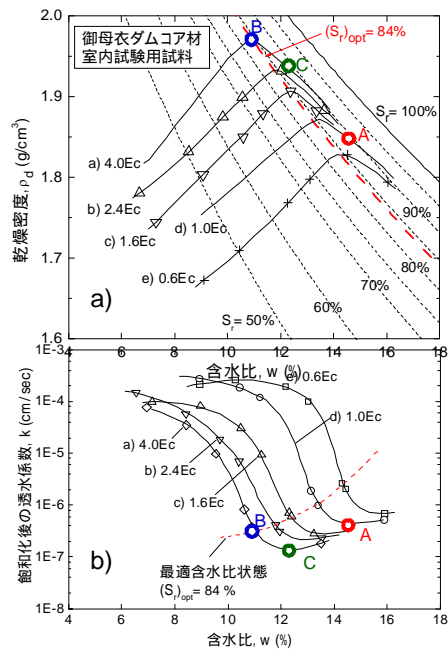 御母衣ダムコア材
室内試験用試料
B
C
A
(Sr)opt= 84%
Sr= 100%
90%
80%
70%
60%
Sr= 50%
a) 4.0Ec
b) 2.4Ec
c) 1.6Ec
d) 1.0Ec
e) 0.6Ec
a)
乾燥密度, ρd (g/cm³)
2.0
1.9
1.8
1.7
1.6
4 6 8 10 12 14 16 18
含水比, w (%)
1E-3
1E-4
1E-5
1E-6
1E-7
1E-8
飽和化後の透水係数, k (cm/sec)
e) 0.6Ec
d) 1.0Ec
a) 4.0Ec
b) 2.4Ec
c) 1.6Ec
B
A
C
最適含水比状態
(Sr)opt= 84 %
b)
4 6 8 10 12 14 16 18
含水比, w (%)